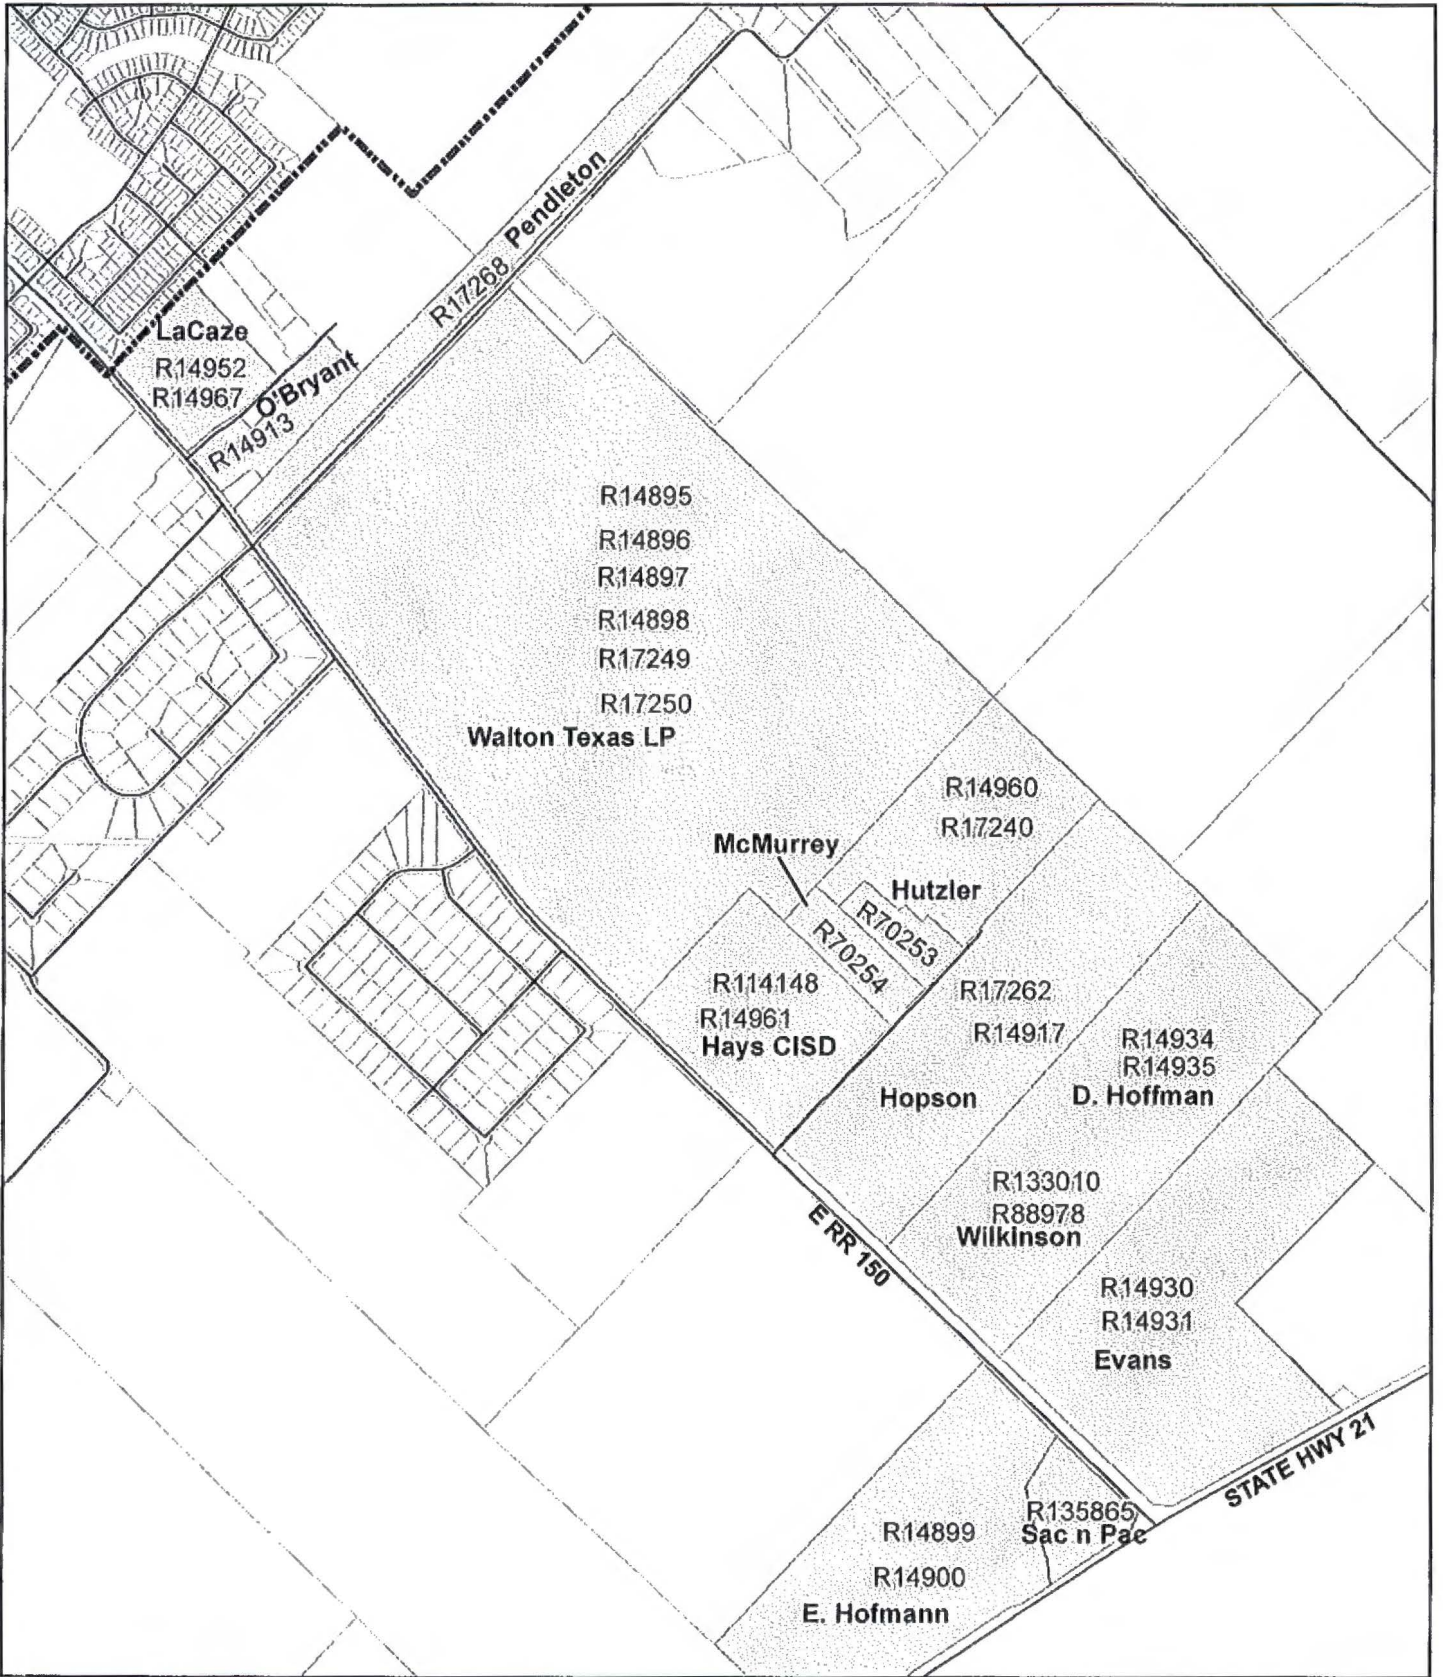 Pendleton
R17268
LaCaze
R14952
R14967
O'Bryant
R14913
R14895
R14896
R14897
R14898
R17249
R17250
Walton Texas LP
R14960
R17240
McMurrey
Hutzler
R70253
R70254
R114148
R14961
Hays CISD
R17262
R14917
Hopson
R14934
R14935
D. Hoffman
R133010
R88978
Wilkinson
E RR 150
R14930
R14931
Evans
STATE HWY 21
R135865
Sac n Pac
R14899
R14900
E. Hofmann